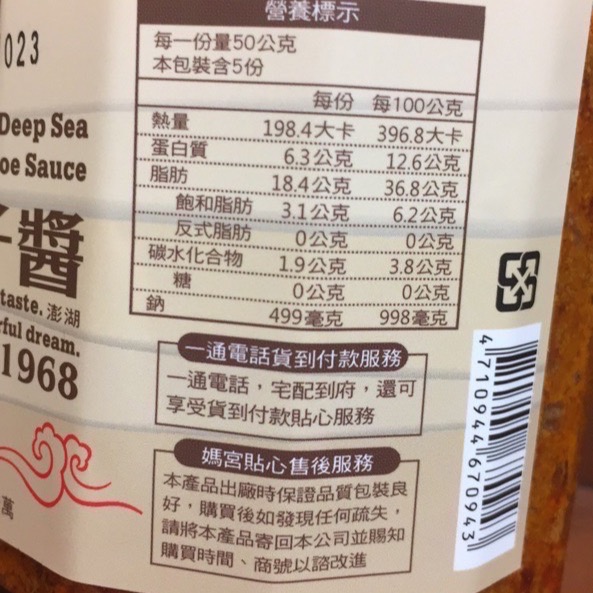 023
Deep Sea
oe Sauce
醬
taste. 澎湖
rful dream.
1968
萬
營養標示
每一份量50公克
本包裝含5份
每份 每100公克
熱量 198.4大卡 396.8大卡
蛋白質 6.3公克 12.6公克
脂肪 18.4公克 36.8公克
飽和脂肪 3.1公克 6.2公克
反式脂肪 0公克 0公克
碳水化合物 1.9公克 3.8公克
糖 0公克 0公克
鈉 499毫克 998毫克
一通電話貨到付款服務
一通電話，宅配到府，還可
享受貨到付款貼心服務
媽宮貼心售後服務
本產品出廠時保證品質包裝良
好，購買後如發現任何疏失，
請將本產品寄回本公司並賜知
購買時間、商號以諮改進
4 710944 670943